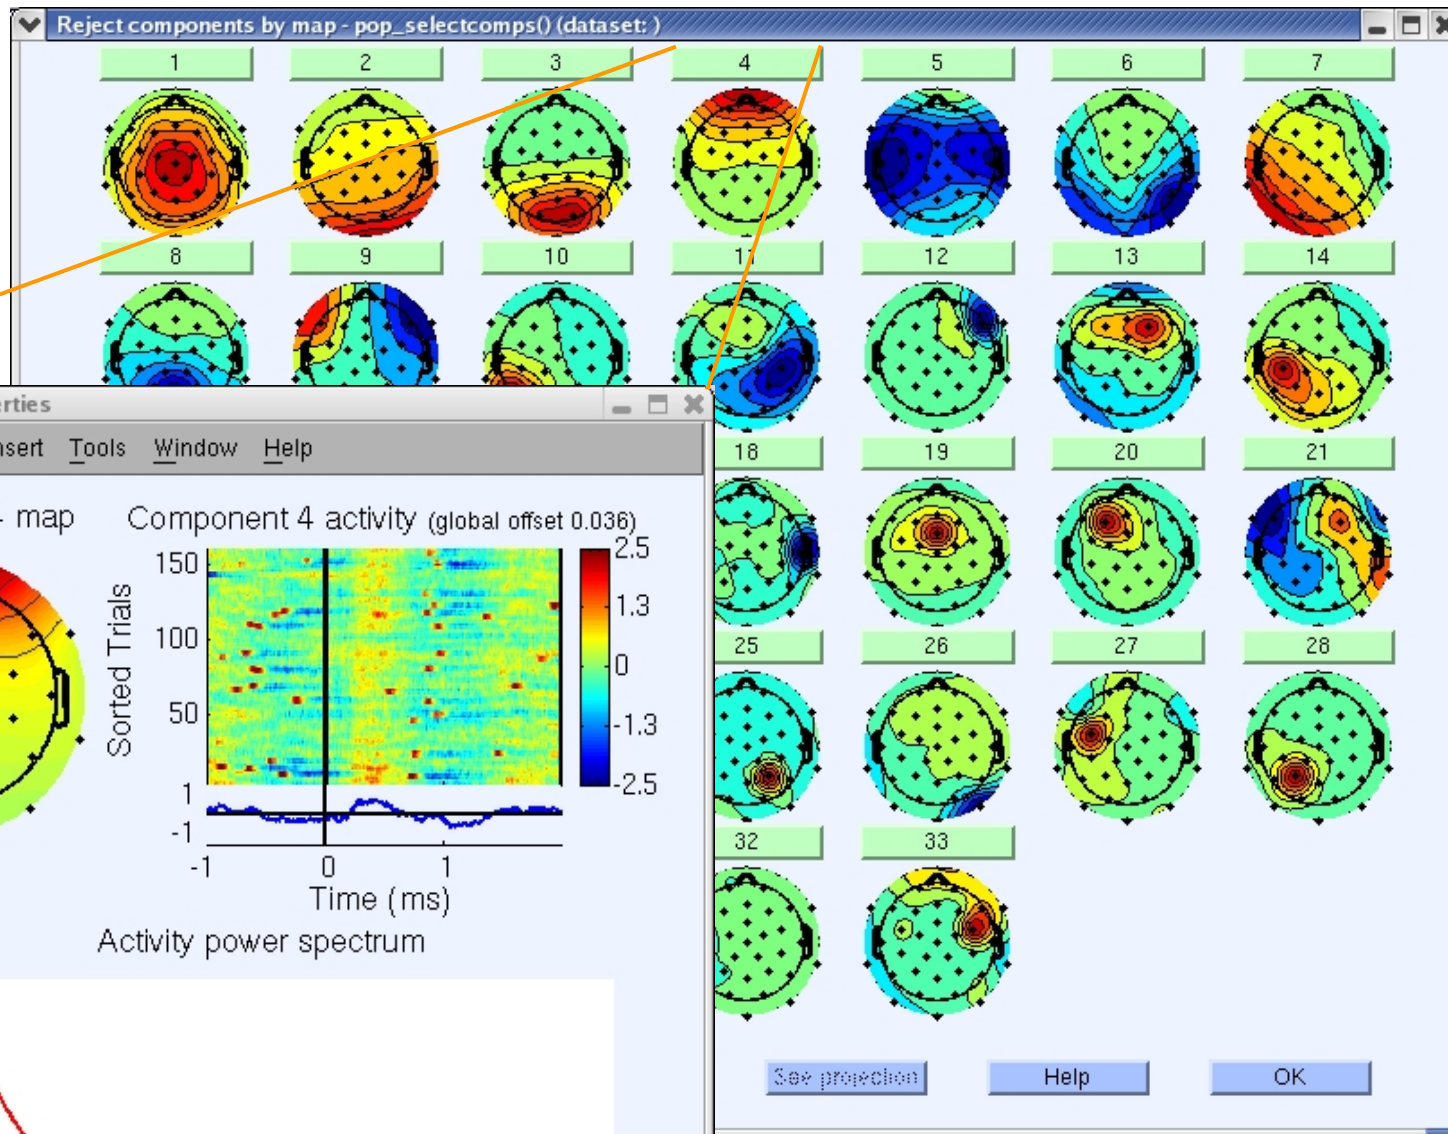 Reject components by map - pop_selectcomps() (dataset: )
1 2 3 4 5 6 7
8 9 10 11 12 13 14
erties
nsert Tools Window Help
18 19 20 21
map
Component 4 activity (global offset 0.036)
Sorted Trials
150
100
50
1
-1
2.5
1.3
0
-1.3
-2.5
-1 0 1
Time (ms)
Activity power spectrum
25 26 27 28
32 33
See projection Help OK